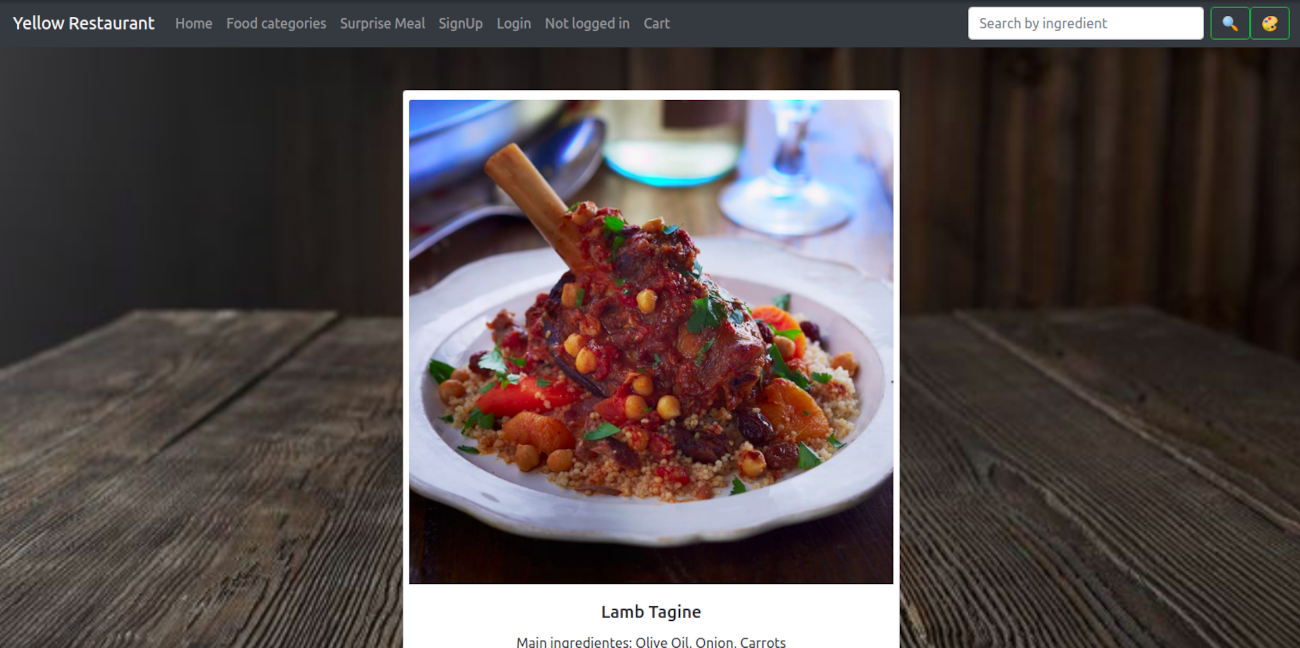 Yellow Restaurant Home Food categories Surprise Meal SignUp Login Not logged in Cart Search by ingredient
Lamb Tagine
Main ingredientes: Olive Oil, Onion, Carrots